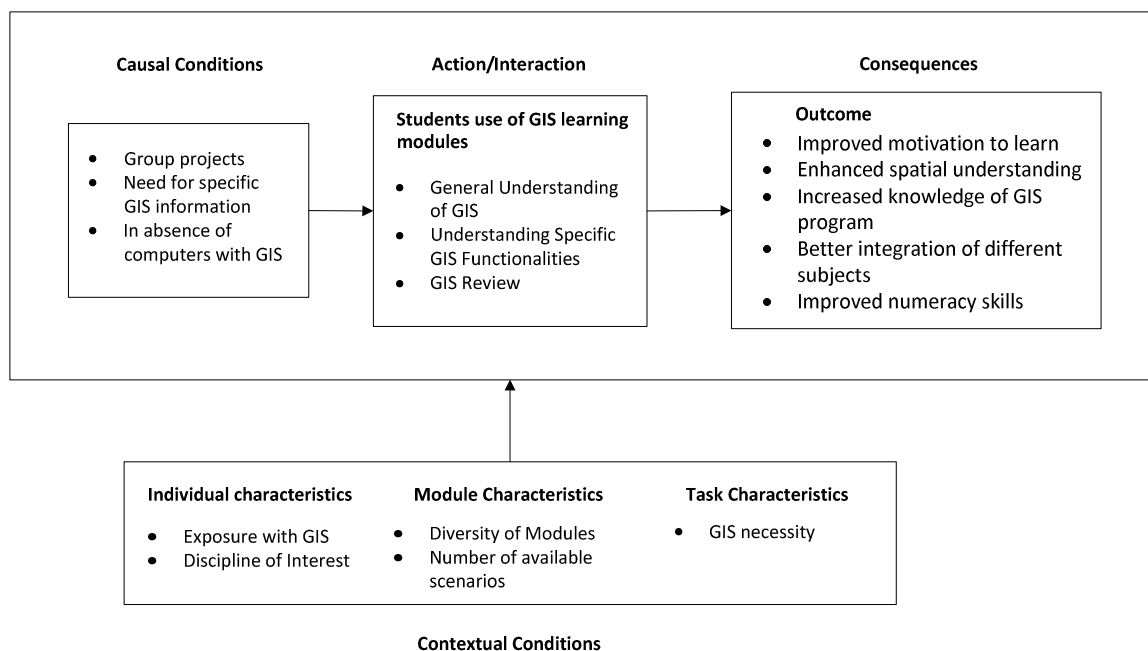 Causal Conditions
Group projects
Need for specific
GIS information
In absence of
computers with GIS
Action/Interaction
Students use of GIS learning
modules
General Understanding
of GIS
Understanding Specific
GIS Functionalities
GIS Review
Consequences
Outcome
Improved motivation to learn
Enhanced spatial understanding
Increased knowledge of GIS
program
Better integration of different
subjects
Improved numeracy skills
Individual characteristics
Exposure with GIS
Discipline of Interest
Module Characteristics
Diversity of Modules
Number of available
scenarios
Task Characteristics
GIS necessity
Contextual Conditions